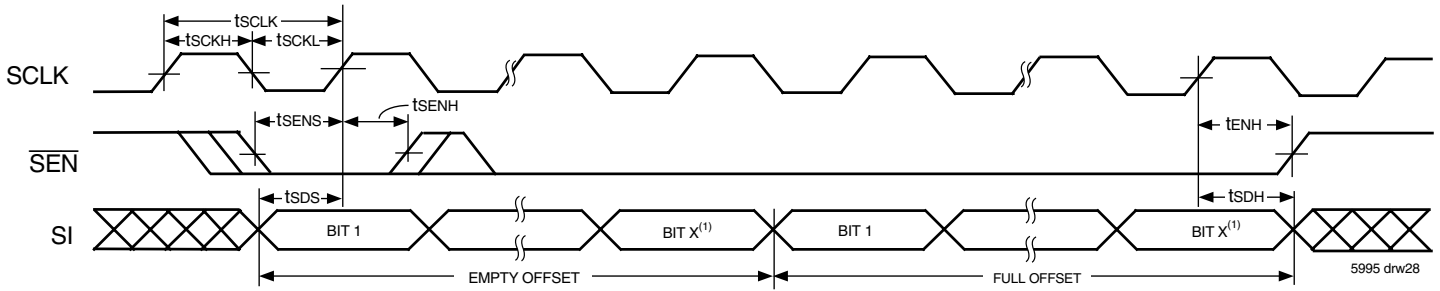 tSCLK
tSCKH
tSCKL
SCLK
tSENH
tSENS
tENH
SEN
tSDS
tSDH
SI
BIT 1
BIT X(1)
BIT 1
BIT X(1)
EMPTY OFFSET
FULL OFFSET
5995 drw28